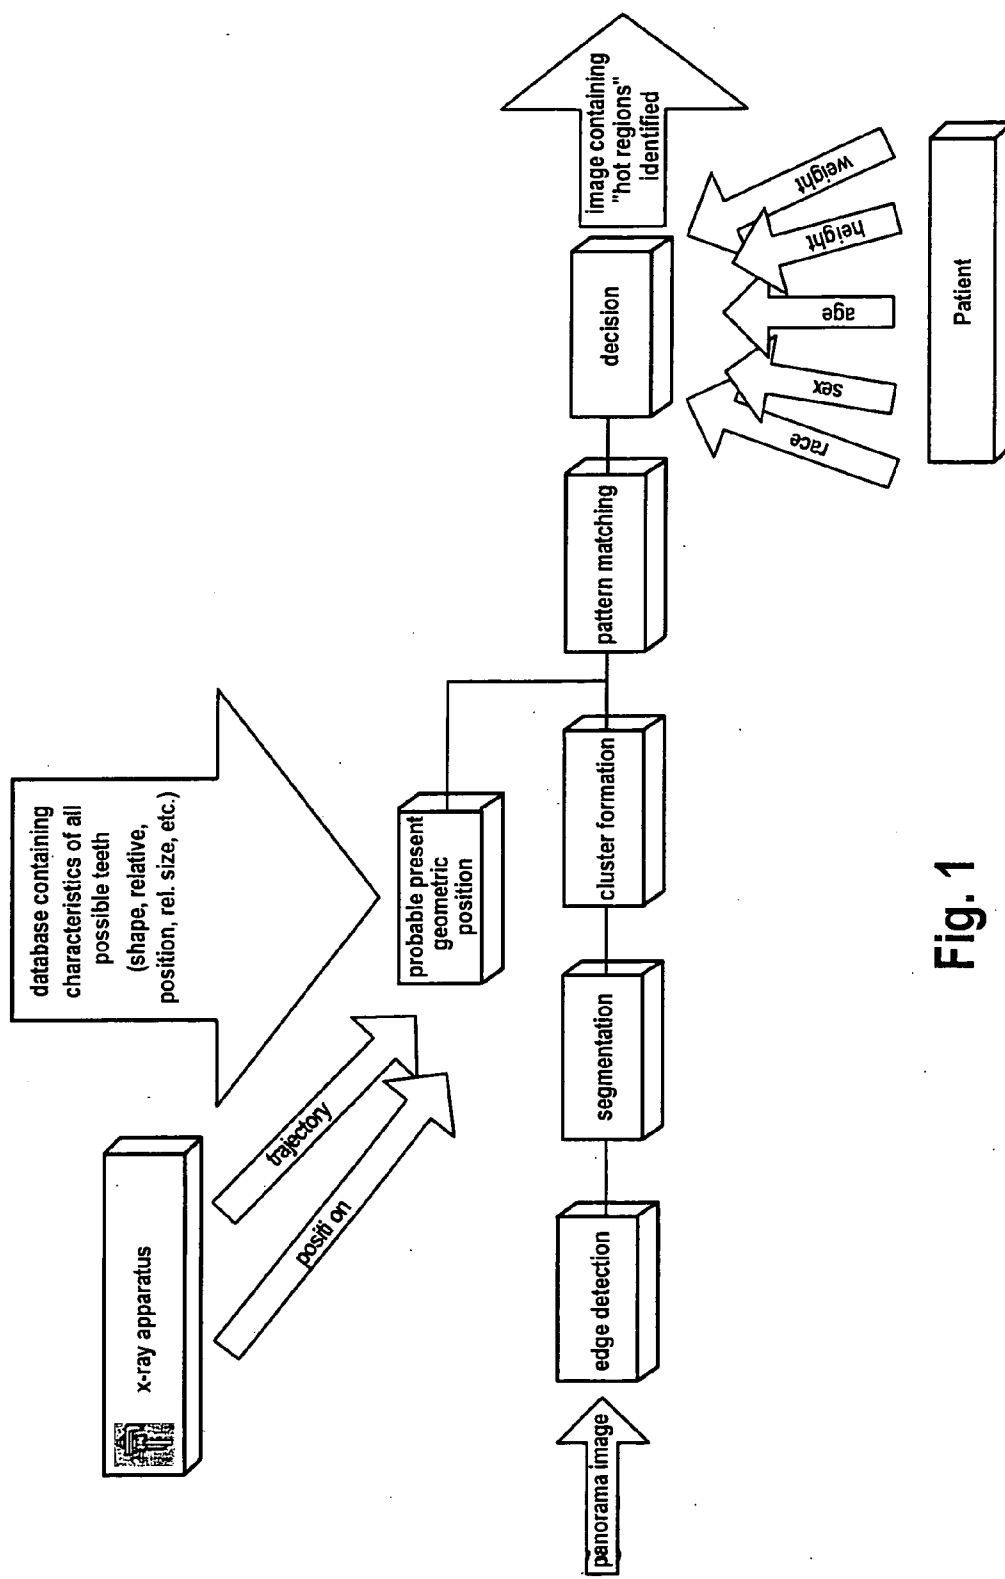 database containing
characteristics of all
possible teeth
(shape, relative,
position, rel. size, etc.)
x-ray apparatus
trajectory
positi on
probable present
geometric
position
panorama image
edge detection
segmentation
cluster formation
pattern matching
decision
image containing
"hot regions"
identified
race
sex
age
height
weight
Patient
Fig. 1